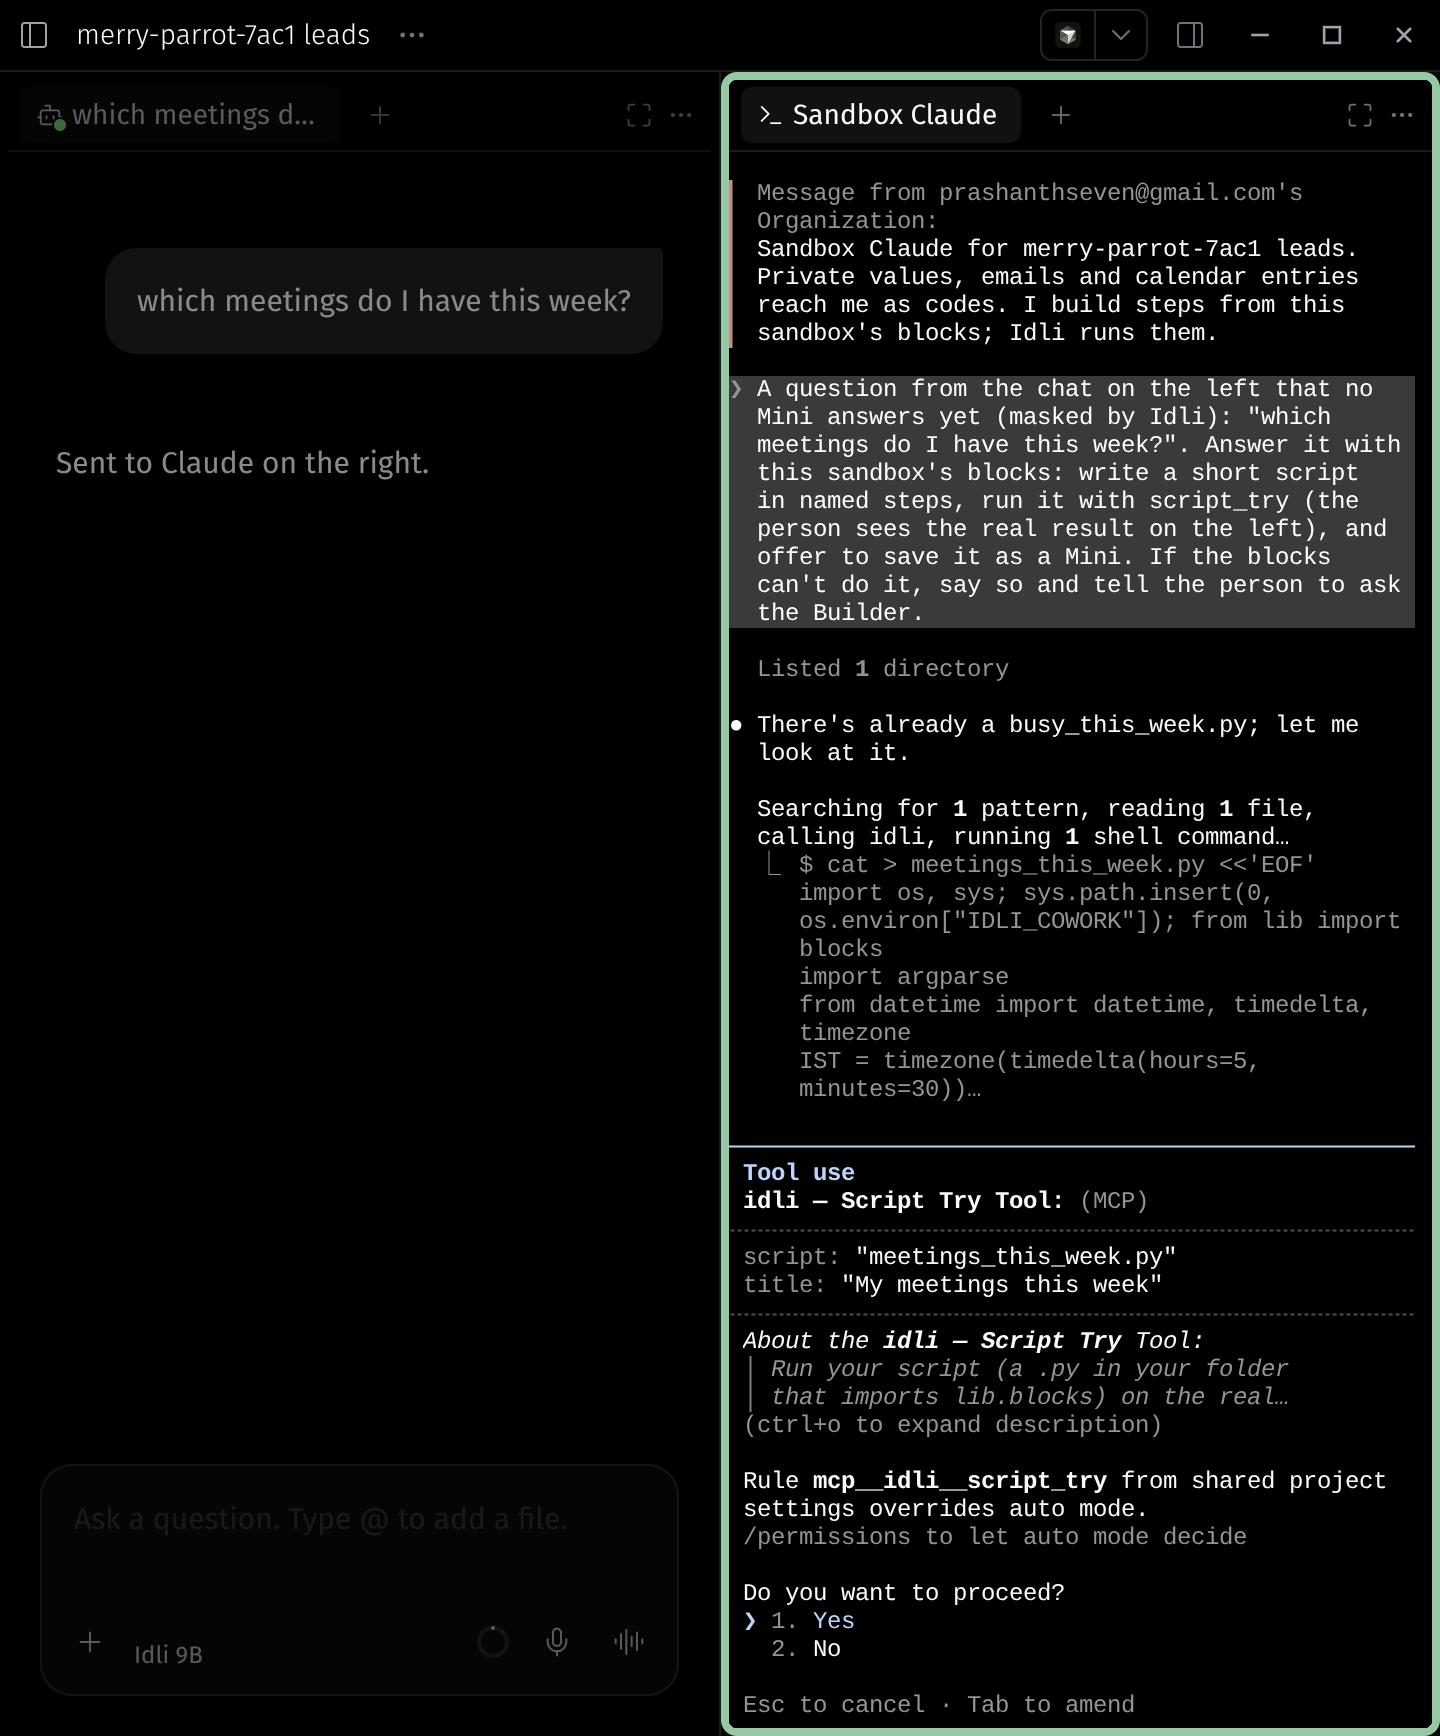 merry-parrot-7ac1 leads
which meetings d...
which meetings do I have this week?
Sent to Claude on the right.
Ask a question. Type @ to add a file.
Idli 9B
Sandbox Claude
Message from prashanthseven@gmail.com's
Organization:
Sandbox Claude for merry-parrot-7ac1 leads.
Private values, emails and calendar entries
reach me as codes. I build steps from this
sandbox's blocks; Idli runs them.
❯ A question from the chat on the left that no
Mini answers yet (masked by Idli): "which
meetings do I have this week?". Answer it with
this sandbox's blocks: write a short script
in named steps, run it with script_try (the
person sees the real result on the left), and
offer to save it as a Mini. If the blocks
can't do it, say so and tell the person to ask
the Builder.
Listed 1 directory
● There's already a busy_this_week.py; let me
look at it.
Searching for 1 pattern, reading 1 file,
calling idli, running 1 shell command…
$ cat > meetings_this_week.py <<'EOF'
import os, sys; sys.path.insert(0,
os.environ["IDLI_COWORK"]); from lib import
blocks
import argparse
from datetime import datetime, timedelta,
timezone
IST = timezone(timedelta(hours=5,
minutes=30))…
Tool use
idli — Script Try Tool: (MCP)
script: "meetings_this_week.py"
title: "My meetings this week"
About the idli — Script Try Tool:
Run your script (a .py in your folder
that imports lib.blocks) on the real…
(ctrl+o to expand description)
Rule mcp__idli__script_try from shared project
settings overrides auto mode.
/permissions to let auto mode decide
Do you want to proceed?
❯ 1. Yes
2. No
Esc to cancel · Tab to amend